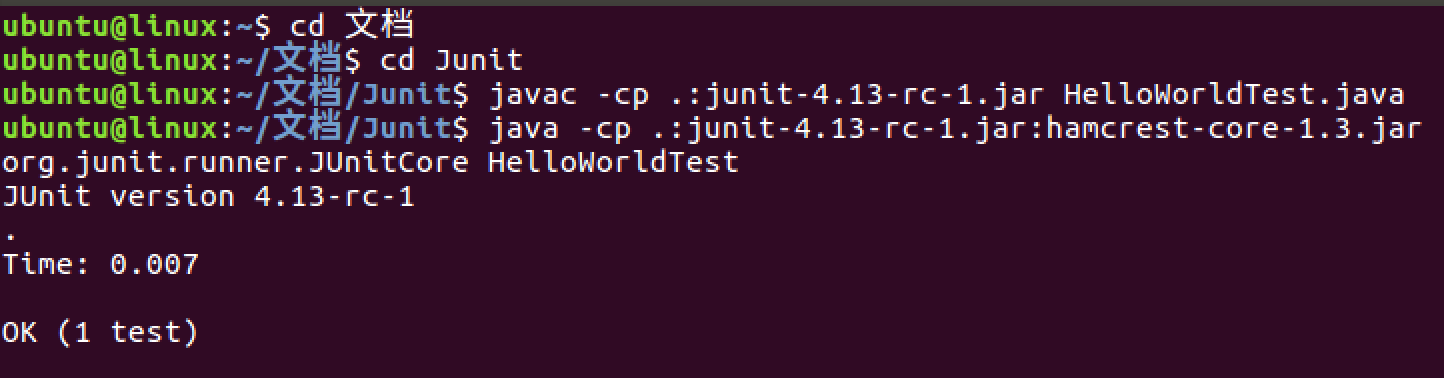 ubuntu@linux:~$ cd 文档
ubuntu@linux:~/文档$ cd Junit
ubuntu@linux:~/文档/Junit$ javac -cp .:junit-4.13-rc-1.jar HelloWorldTest.java
ubuntu@linux:~/文档/Junit$ java -cp .:junit-4.13-rc-1.jar:hamcrest-core-1.3.jar
org.junit.runner.JUnitCore HelloWorldTest
JUnit version 4.13-rc-1
.
Time: 0.007
OK (1 test)